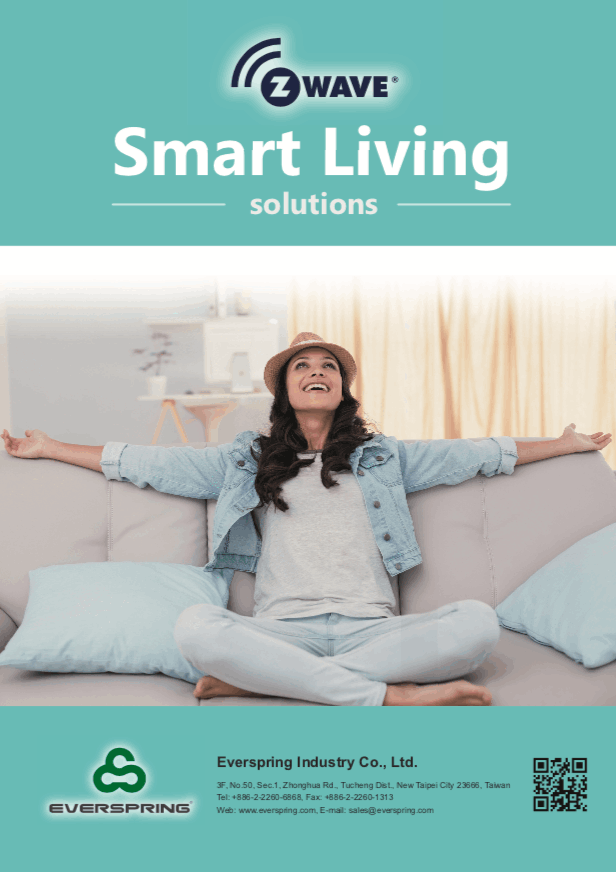 Z WAVE®
Smart Living
solutions
Everspring Industry Co., Ltd.
3F, No.50, Sec.1, Zhonghua Rd., Tucheng Dist., New Taipei City 23666, Taiwan
Tel: +886-2-2260-6868, Fax: +886-2-2260-1313
Web: www.everspring.com, E-mail: sales@everspring.com
EVERSPRING®